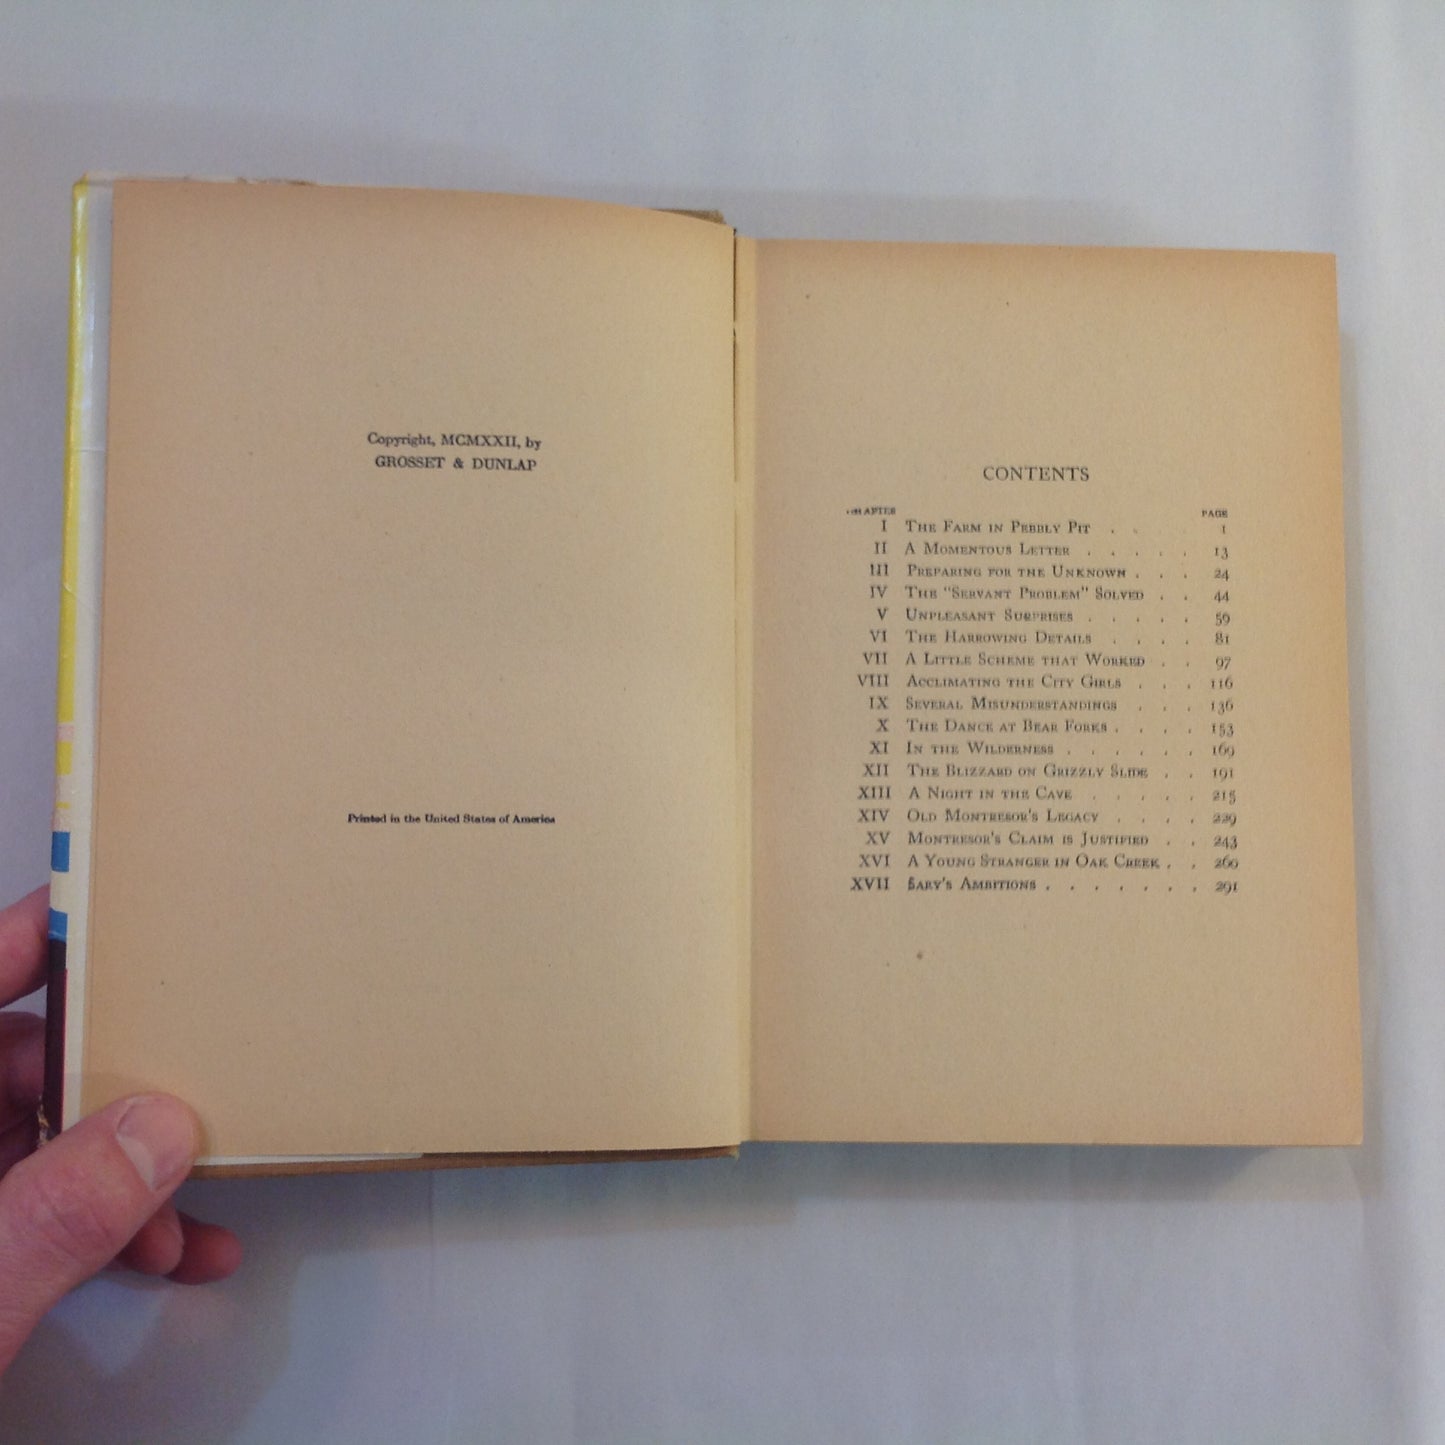 Copyright, MCMXXII, by
GROSSET & DUNLAP
Printed in the United States of America
CONTENTS
CHAPTER PAGE
I THE FARM IN PEBBLY PIT . . . 1
II A MOMENTOUS LETTER . . . . . 13
III PREPARING FOR THE UNKNOWN . . . 24
IV THE "SERVANT PROBLEM" SOLVED . . 44
V UNPLEASANT SURPRISES . . . . . 59
VI THE HARROWING DETAILS . . . . 81
VII A LITTLE SCHEME THAT WORKED . . 97
VIII ACCLIMATING THE CITY GIRLS . . . 116
IX SEVERAL MISUNDERSTANDINGS . . . 136
X THE DANCE AT BEAR FORKS . . . . 153
XI IN THE WILDERNESS . . . . . . 169
XII THE BLIZZARD ON GRIZZLY SLIDE . . 191
XIII A NIGHT IN THE CAVE . . . . . 215
XIV OLD MONTRESOR'S LEGACY . . . . 229
XV MONTRESOR'S CLAIM IS JUSTIFIED . . 243
XVI A YOUNG STRANGER IN OAK CREEK . . 260
XVII SARY'S AMBITIONS . . . . . . . 291